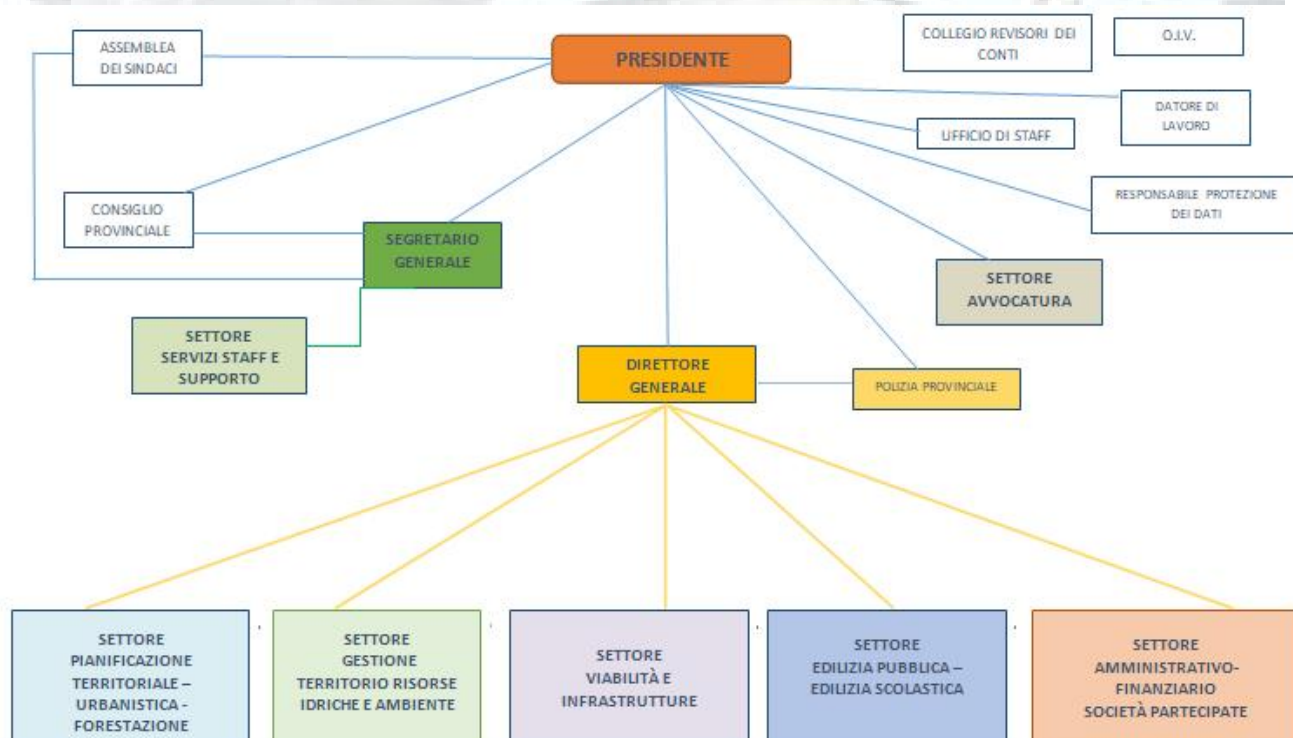 ASSEMBLEA
DEI SINDACI
PRESIDENTE
COLLEGIO REVISORI DEI
CONTI
O.I.V.
DATORE DI
LAVORO
UFFICIO DI STAFF
RESPONSABILE PROTEZIONE
DEI DATI
CONSIGLIO
PROVINCIALE
SEGRETARIO
GENERALE
SETTORE
AVVOCATURA
SETTORE
SERVIZI STAFF E
SUPPORTO
DIRETTORE
GENERALE
POLIZIA PROVINCIALE
SETTORE
PIANIFICAZIONE
TERRITORIALE –
URBANISTICA -
FORESTAZIONE
SETTORE
GESTIONE
TERRITORIO RISORSE
IDRICHE E AMBIENTE
SETTORE
VIABILITÀ E
INFRASTRUTTURE
SETTORE
EDILIZIA PUBBLICA –
EDILIZIA SCOLASTICA
SETTORE
AMMINISTRATIVO-
FINANZIARIO
SOCIETÀ PARTECIPATE